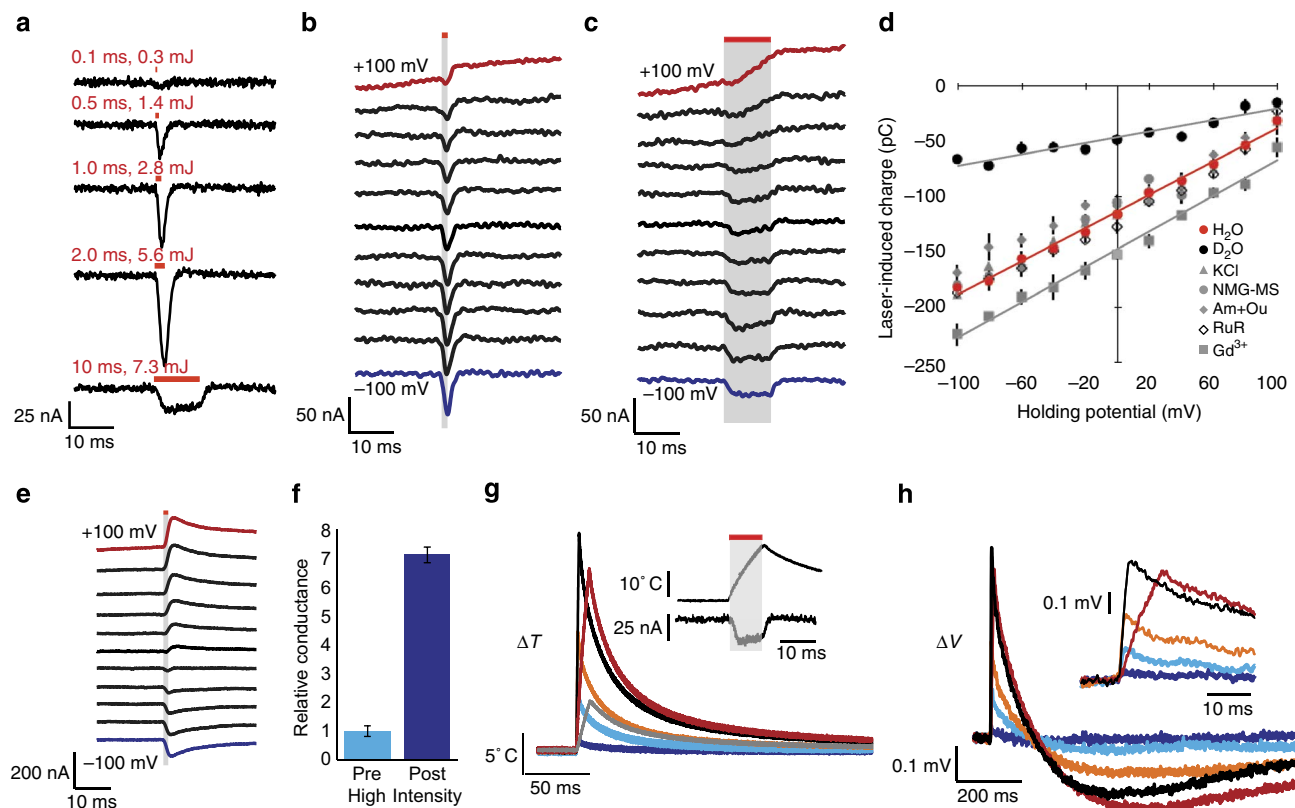 a
0.1 ms, 0.3 mJ
0.5 ms, 1.4 mJ
1.0 ms, 2.8 mJ
2.0 ms, 5.6 mJ
10 ms, 7.3 mJ
25 nA
10 ms
b
+100 mV
−100 mV
50 nA
10 ms
c
+100 mV
−100 mV
50 nA
10 ms
d
Laser-induced charge (pC)
0
−50
−100
−150
−200
−250
−100
−60
−20
20
60
100
Holding potential (mV)
H₂O
D₂O
KCl
NMG-MS
Am+Ou
RuR
Gd³⁺
e
+100 mV
−100 mV
200 nA
10 ms
f
Relative conductance
8
7
6
5
4
3
2
1
0
Pre Post
High Intensity
g
ΔT
5°C
50 ms
10°C
25 nA
10 ms
h
ΔV
0.1 mV
200 ms
0.1 mV
10 ms